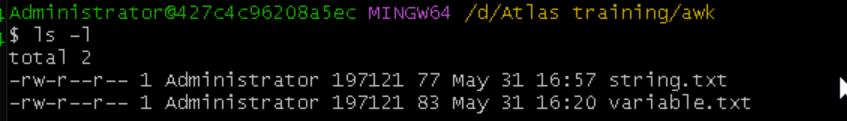 Administrator@427c4c96208a5ec MINGW64 /d/Atlas training/awk
$ ls -l
total 2
-rw-r--r-- 1 Administrator 197121 77 May 31 16:57 string.txt
-rw-r--r-- 1 Administrator 197121 83 May 31 16:20 variable.txt